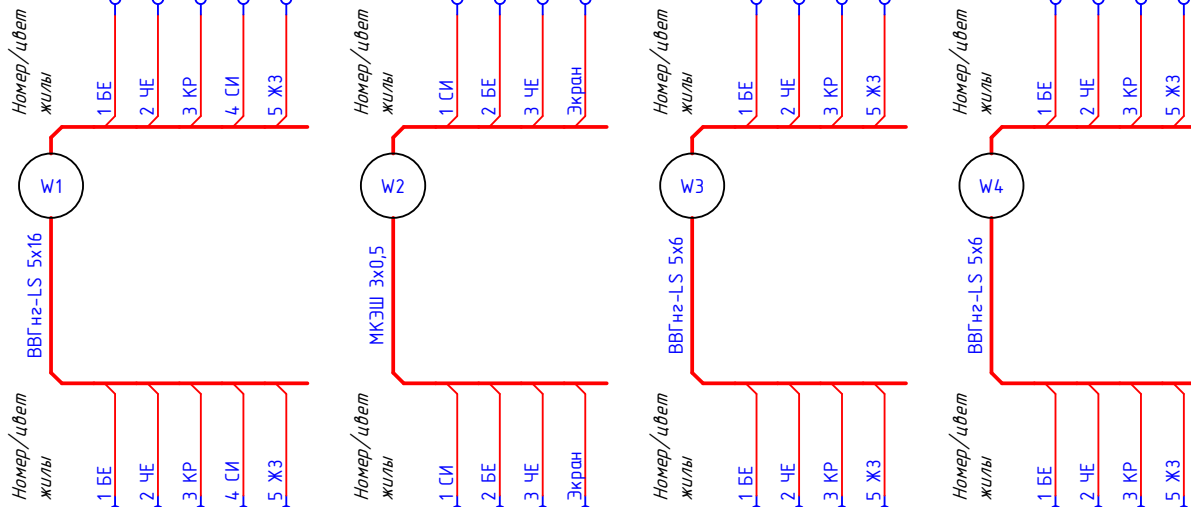 Номер/цвет
жилы
1 БЕ
2 ЧЕ
3 КР
4 СИ
5 ЖЗ
Номер/цвет
жилы
1 СИ
2 БЕ
3 ЧЕ
Экран
Номер/цвет
жилы
1 БЕ
2 ЧЕ
3 КР
5 ЖЗ
Номер/цвет
жилы
1 БЕ
2 ЧЕ
3 КР
5 ЖЗ
W1
W2
W3
W4
ВВГнг-LS 5х16
МКЭШ 3х0,5
ВВГнг-LS 5х6
ВВГнг-LS 5х6
Номер/цвет
жилы
1 БЕ
2 ЧЕ
3 КР
4 СИ
5 ЖЗ
Номер/цвет
жилы
1 СИ
2 БЕ
3 ЧЕ
Экран
Номер/цвет
жилы
1 БЕ
2 ЧЕ
3 КР
5 ЖЗ
Номер/цвет
жилы
1 БЕ
2 ЧЕ
3 КР
5 ЖЗ